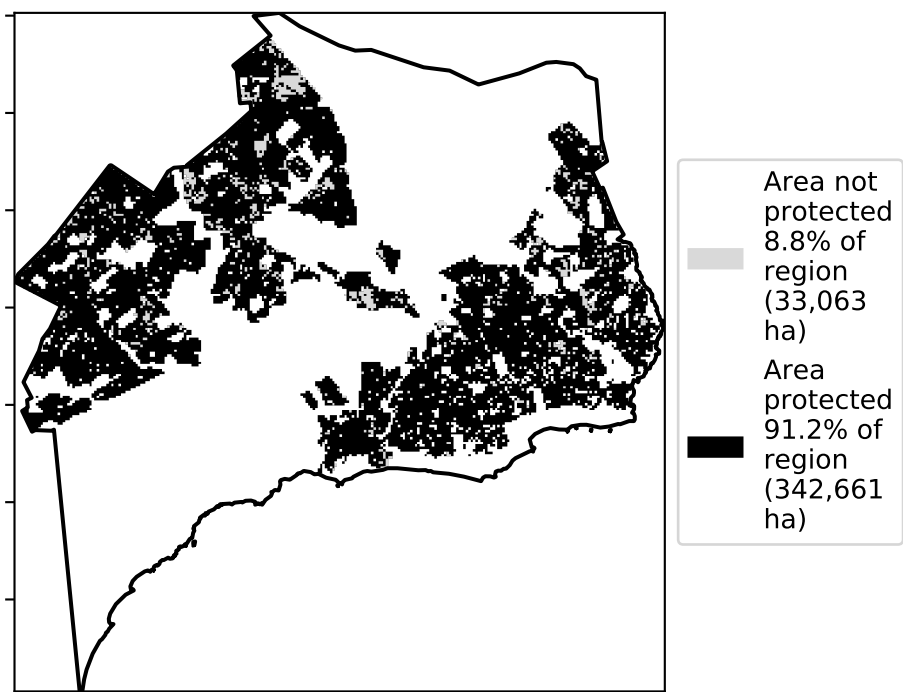 Area not
protected
8.8% of
region
(33,063
ha)
Area
protected
91.2% of
region
(342,661
ha)